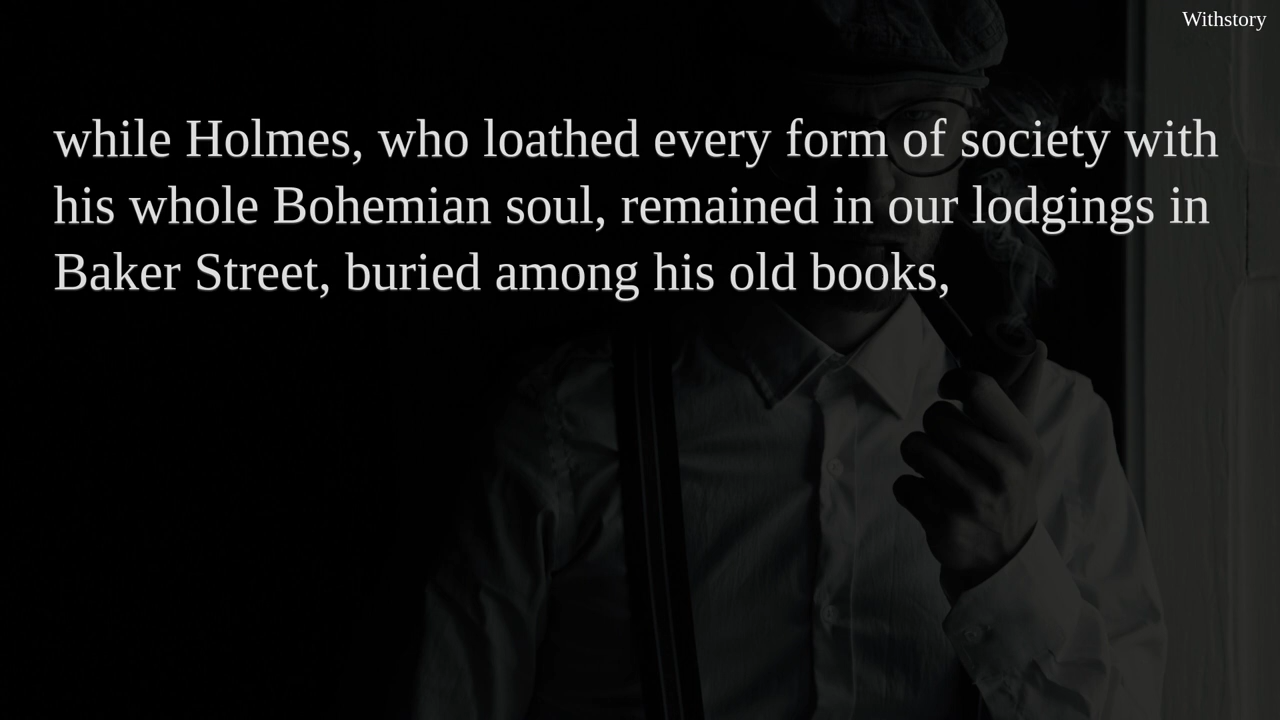 Withstory
while Holmes, who loathed every form of society with
his whole Bohemian soul, remained in our lodgings in
Baker Street, buried among his old books,